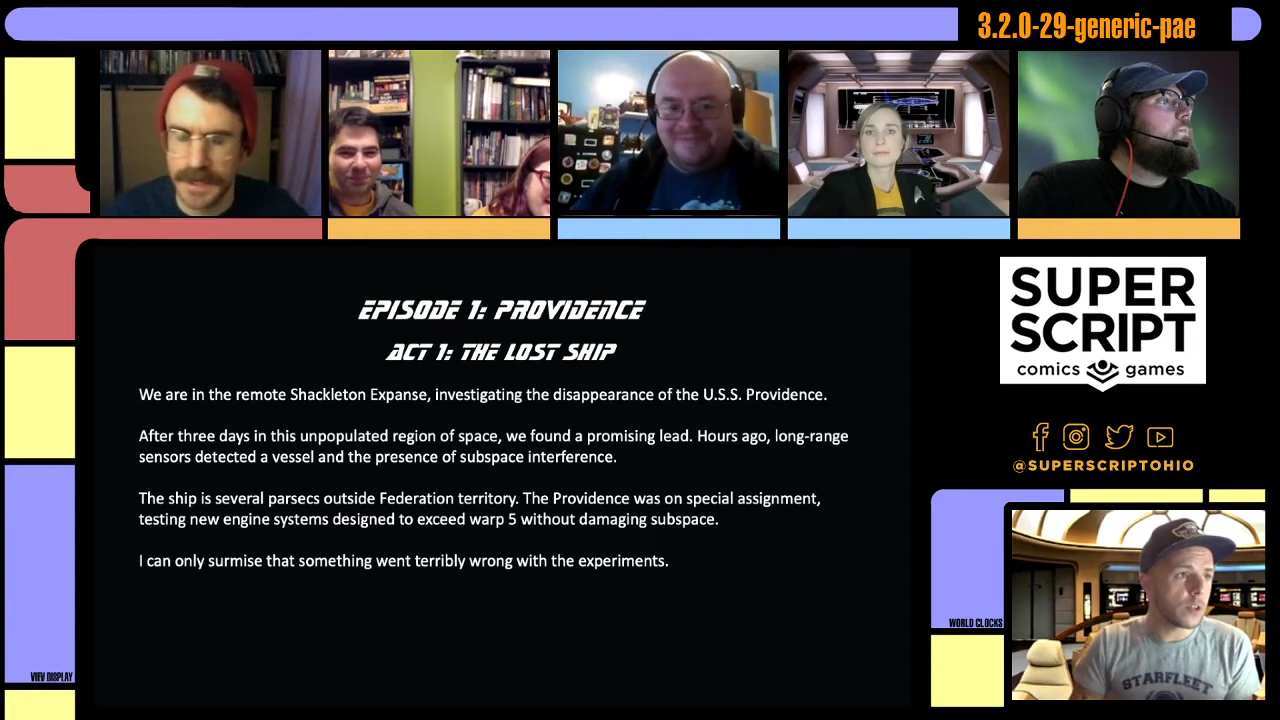 3.2.0-29-generic-pae
EPISODE 1: PROVIDENCE
ACT 1: THE LOST SHIP
We are in the remote Shackleton Expanse, investigating the disappearance of the U.S.S. Providence.
After three days in this unpopulated region of space, we found a promising lead. Hours ago, long-range
sensors detected a vessel and the presence of subspace interference.
The ship is several parsecs outside Federation territory. The Providence was on special assignment,
testing new engine systems designed to exceed warp 5 without damaging subspace.
I can only surmise that something went terribly wrong with the experiments.
SUPER
SCRIPT
comics games
@SUPERSCRIPTOHIO
WORLD CLOCKS
VIEW DISPLAY
STARFLEET